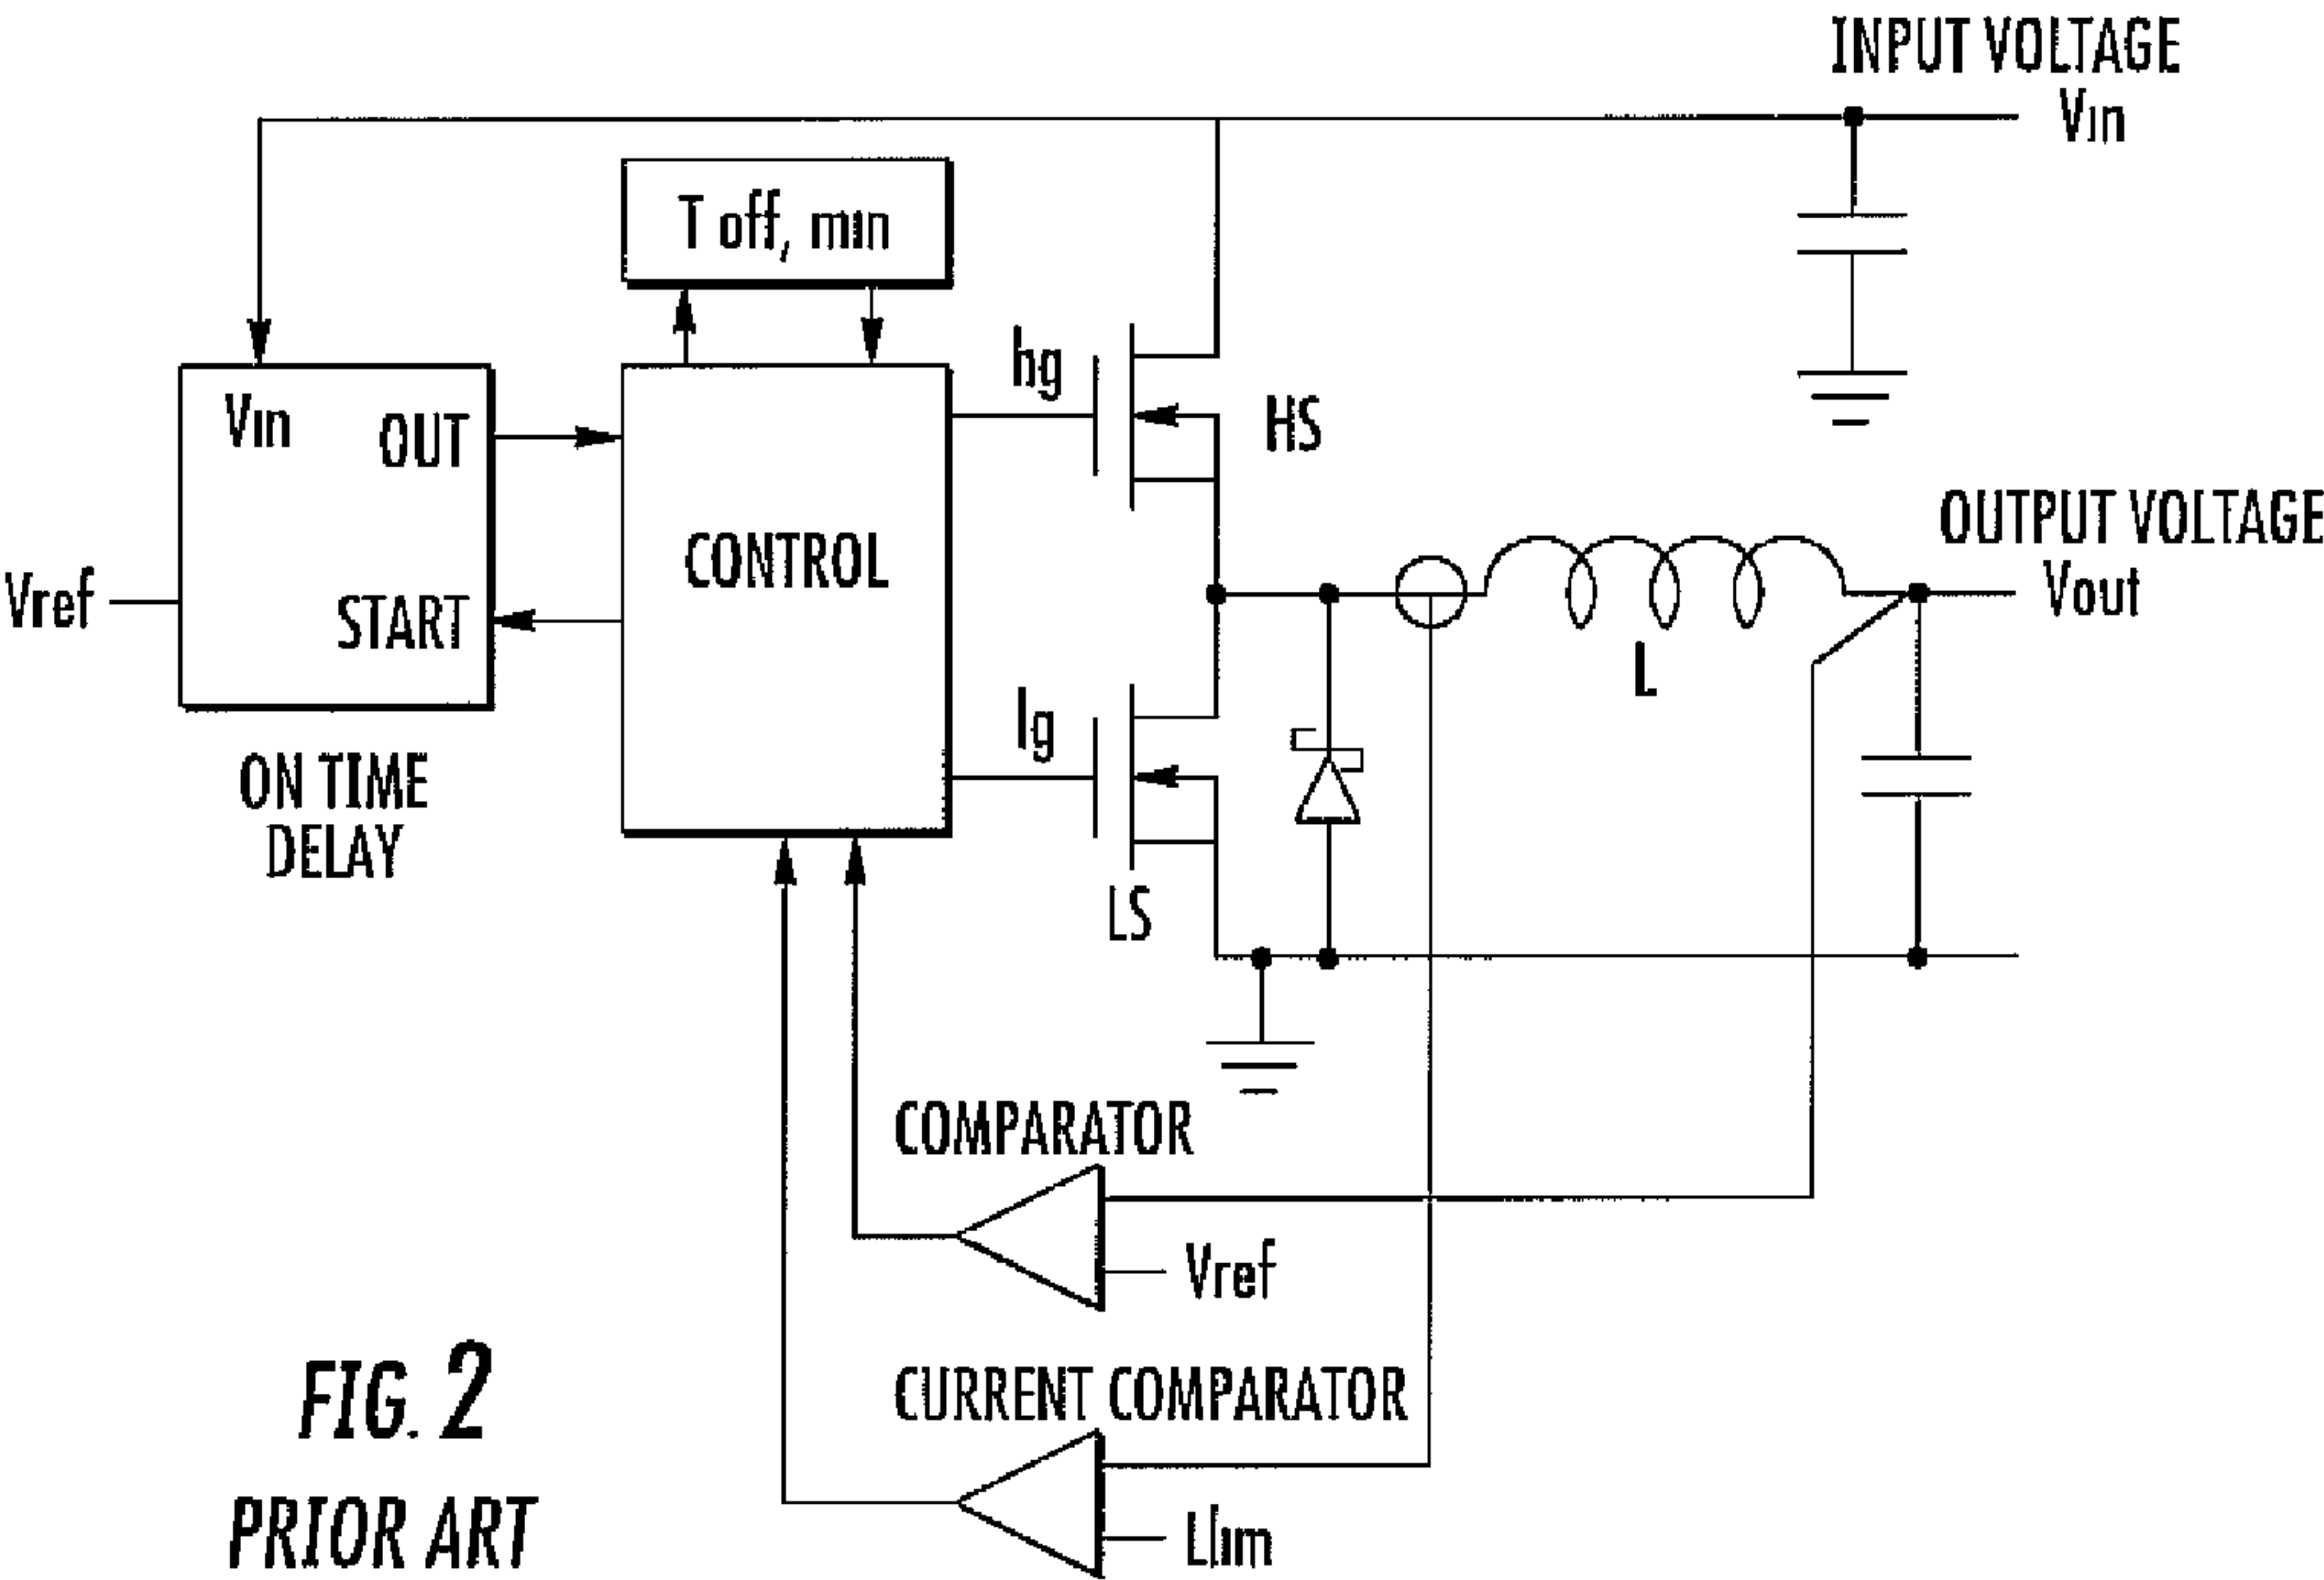 INPUT VOLTAGE
Vin
T off, min
hg
HS
Vin
OUT
CONTROL
START
Vref
OUTPUT VOLTAGE
Vout
L
lg
ON TIME
DELAY
LS
COMPARATOR
Vref
CURRENT COMPARATOR
LIim
FIG. 2
PRIOR ART